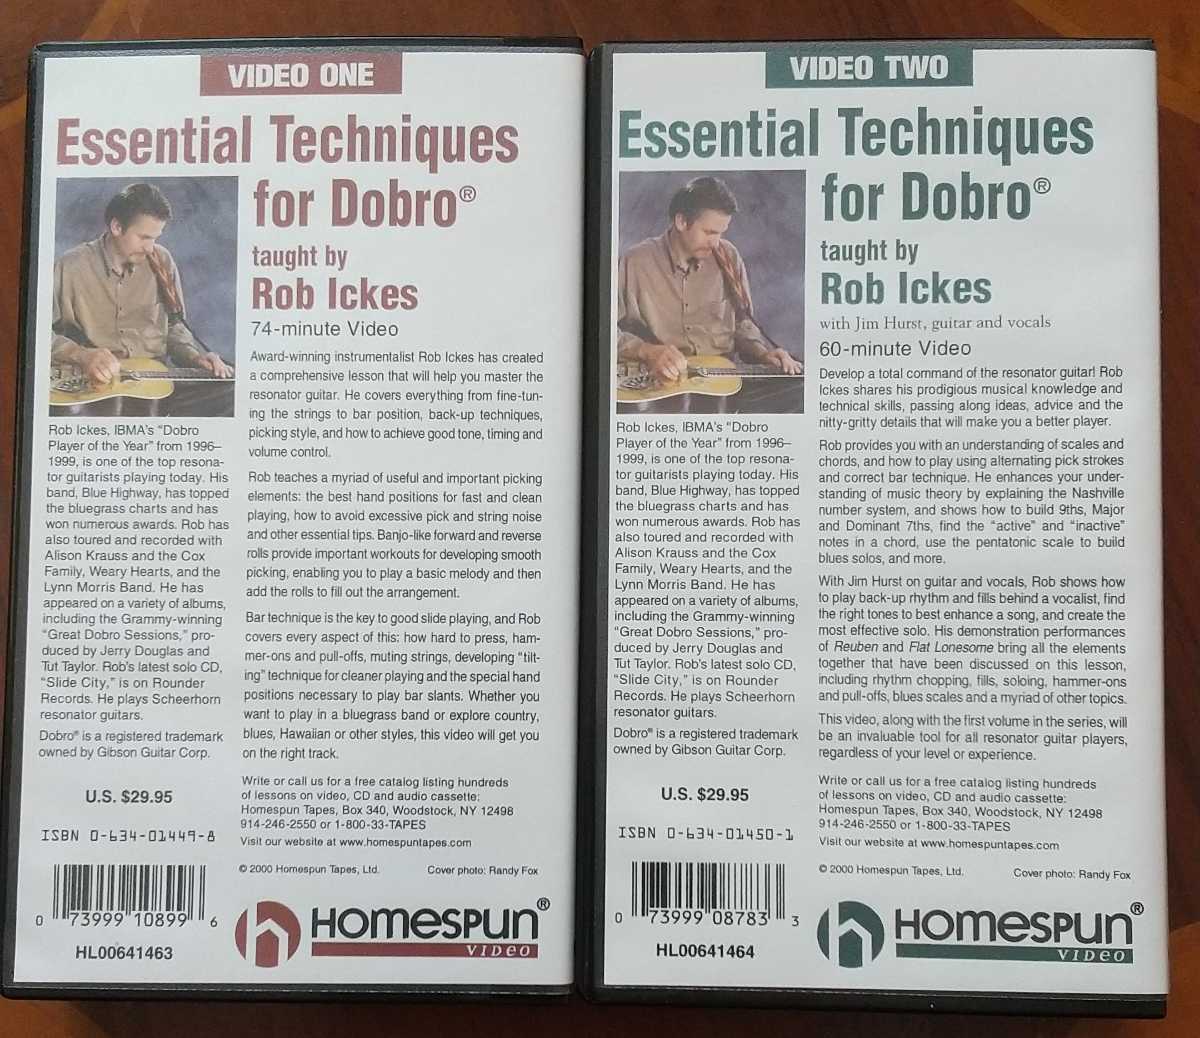 VIDEO ONE
Essential Techniques
for Dobro®
taught by
Rob Ickes
74-minute Video
Award-winning instrumentalist Rob Ickes has created
a comprehensive lesson that will help you master the
resonator guitar. He covers everything from fine-tun-
ing the strings to bar position, back-up techniques,
picking style, and how to achieve good tone, timing and
volume control.
Rob teaches a myriad of useful and important picking
elements: the best hand positions for fast and clean
playing, how to avoid excessive pick and string noise
and other essential tips. Banjo-like forward and reverse
rolls provide important workouts for developing smooth
picking, enabling you to play a basic melody and then
add the rolls to fill out the arrangement.
Bar technique is the key to good slide playing, and Rob
covers every aspect of this: how hard to press, ham-
mer-ons and pull-offs, muting strings, developing "tilt-
ing" technique for cleaner playing and the special hand
positions necessary to play bar slants. Whether you
want to play in a bluegrass band or explore country,
blues, Hawaiian or other styles, this video will get you
on the right track.
Rob Ickes, IBMA's "Dobro
Player of the Year" from 1996–
1999, is one of the top resona-
tor guitarists playing today. His
band, Blue Highway, has topped
the bluegrass charts and has
won numerous awards. Rob has
also toured and recorded with
Alison Krauss and the Cox
Family, Weary Hearts, and the
Lynn Morris Band. He has
appeared on a variety of albums,
including the Grammy-winning
"Great Dobro Sessions," pro-
duced by Jerry Douglas and
Tut Taylor. Rob's latest solo CD,
"Slide City," is on Rounder
Records. He plays Scheerhorn
resonator guitars.
Dobro® is a registered trademark
owned by Gibson Guitar Corp.
U.S. $29.95
ISBN 0-634-01449-8
0 73999 10899 6
HL00641463
Write or call us for a free catalog listing hundreds
of lessons on video, CD and audio cassette:
Homespun Tapes, Box 340, Woodstock, NY 12498
914-246-2550 or 1-800-33-TAPES
Visit our website at www.homespuntapes.com
© 2000 Homespun Tapes, Ltd. Cover photo: Randy Fox
HOMESPUN®
VIDEO
VIDEO TWO
Essential Techniques
for Dobro®
taught by
Rob Ickes
with Jim Hurst, guitar and vocals
60-minute Video
Develop a total command of the resonator guitar! Rob
Ickes shares his prodigious musical knowledge and
technical skills, passing along ideas, advice and the
nitty-gritty details that will make you a better player.
Rob provides you with an understanding of scales and
chords, and how to play using alternating pick strokes
and correct bar technique. He enhances your under-
standing of music theory by explaining the Nashville
number system, and shows how to build 9ths, Major
and Dominant 7ths, find the "active" and "inactive"
notes in a chord, use the pentatonic scale to build
blues solos, and more.
With Jim Hurst on guitar and vocals, Rob shows how
to play back-up rhythm and fills behind a vocalist, find
the right tones to best enhance a song, and create the
most effective solo. His demonstration performances
of Reuben and Flat Lonesome bring all the elements
together that have been discussed on this lesson,
including rhythm chopping, fills, soloing, hammer-ons
and pull-offs, blues scales and a myriad of other topics.
This video, along with the first volume in the series, will
be an invaluable tool for all resonator guitar players,
regardless of your level or experience.
Rob Ickes, IBMA's "Dobro
Player of the Year" from 1996–
1999, is one of the top resona-
tor guitarists playing today. His
band, Blue Highway, has topped
the bluegrass charts and has
won numerous awards. Rob has
also toured and recorded with
Alison Krauss and the Cox
Family, Weary Hearts, and the
Lynn Morris Band. He has
appeared on a variety of albums,
including the Grammy-winning
"Great Dobro Sessions," pro-
duced by Jerry Douglas and
Tut Taylor. Rob's latest solo CD,
"Slide City," is on Rounder
Records. He plays Scheerhorn
resonator guitars.
Dobro® is a registered trademark
owned by Gibson Guitar Corp.
U.S. $29.95
ISBN 0-634-01450-1
0 73999 08783 3
HL00641464
Write or call us for a free catalog listing hundreds
of lessons on video, CD and audio cassette:
Homespun Tapes, Box 340, Woodstock, NY 12498
914-246-2550 or 1-800-33-TAPES
Visit our website at www.homespuntapes.com
© 2000 Homespun Tapes, Ltd. Cover photo: Randy Fox
HOMESPUN®
VIDEO